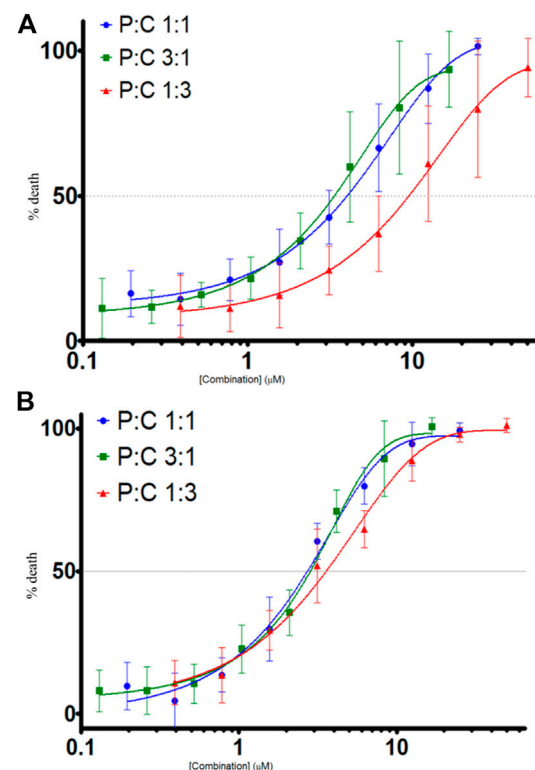 A
P:C 1:1
P:C 3:1
P:C 1:3
100
50
0
% death
0.1 1 10
[Combination] (μM)
B
P:C 1:1
P:C 3:1
P:C 1:3
100
50
0
% death
0.1 1 10
[Combination] (μM)